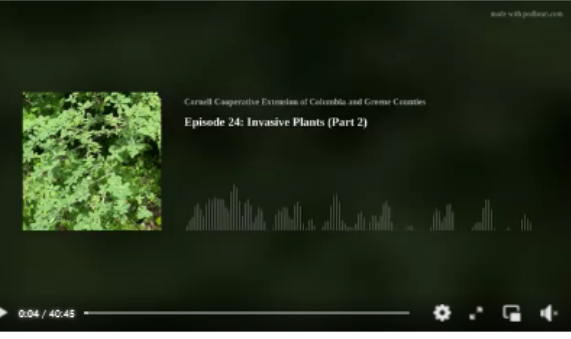 made with podbean.com
Cornell Cooperative Extension of Columbia and Greene Counties
Episode 24: Invasive Plants (Part 2)
0:04 / 40:45